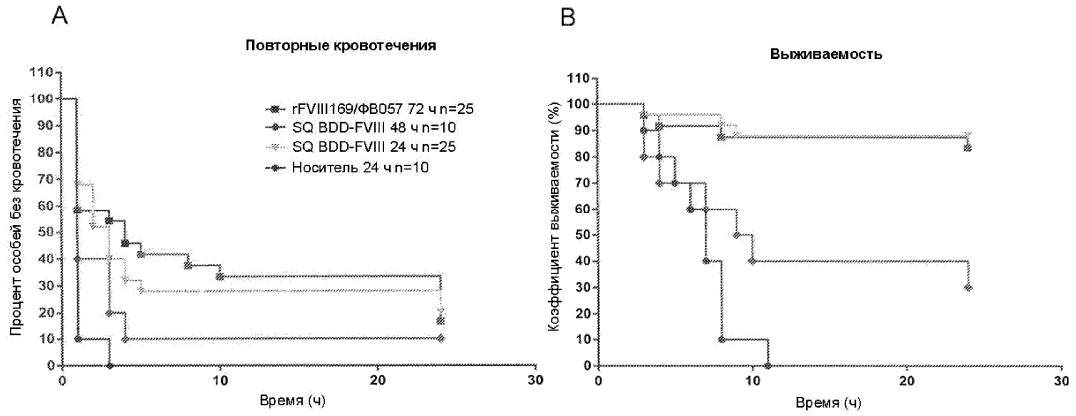 A
Повторные кровотечения
Процент особей без кровотечения
110
100
90
80
70
60
50
40
30
20
10
0
rFVIII169/ФВ057 72 ч n=25
SQ BDD-FVIII 48 ч n=10
SQ BDD-FVIII 24 ч n=25
Носитель 24 ч n=10
0 10 20 30
Время (ч)
B
Выживаемость
Коэффициент выживаемости (%)
110
100
90
80
70
60
50
40
30
20
10
0
0 10 20 30
Время (ч)